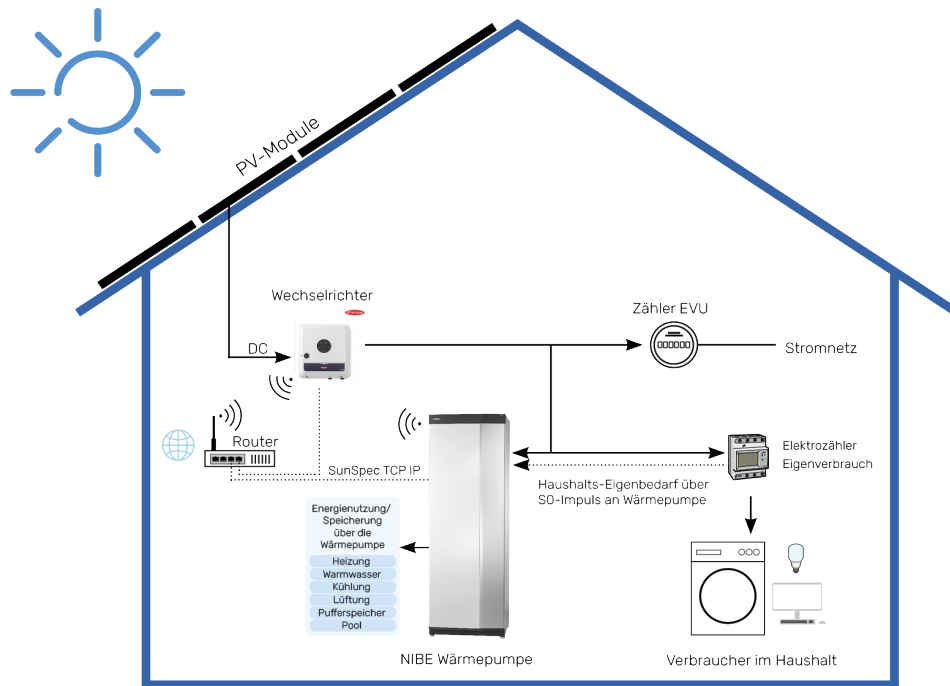 PV-Module
Wechselrichter
Zähler EVU
DC
Stromnetz
Router
SunSpec TCP IP
Elektrozähler
Eigenverbrauch
Haushalts-Eigenbedarf über
S0-Impuls an Wärmepumpe
Energienutzung/
Speicherung
über die
Wärmepumpe
Heizung
Warmwasser
Kühlung
Lüftung
Pufferspeicher
Pool
NIBE Wärmepumpe
Verbraucher im Haushalt